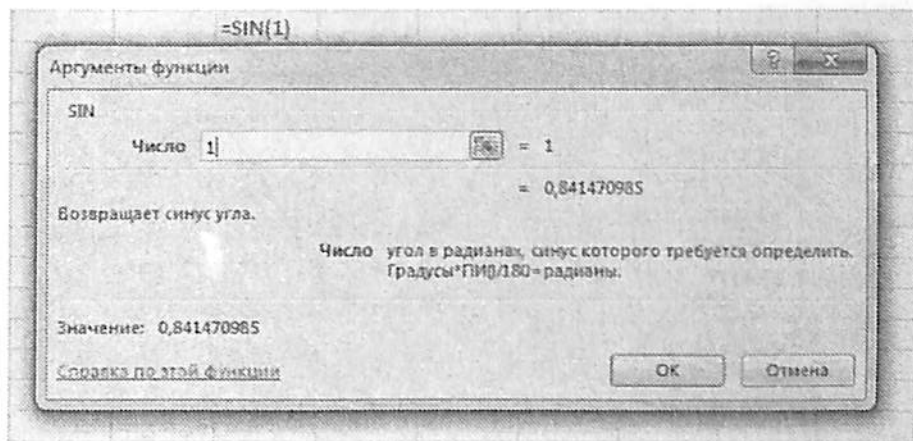 =SIN(1)
Аргументы функции
SIN
Число 1 = 1
= 0,841470985
Возвращает синус угла.
Число угол в радианах, синус которого требуется определить.
Градусы*ПИ()/180=радианы.
Значение: 0,841470985
Справка по этой функции
ОК Отмена